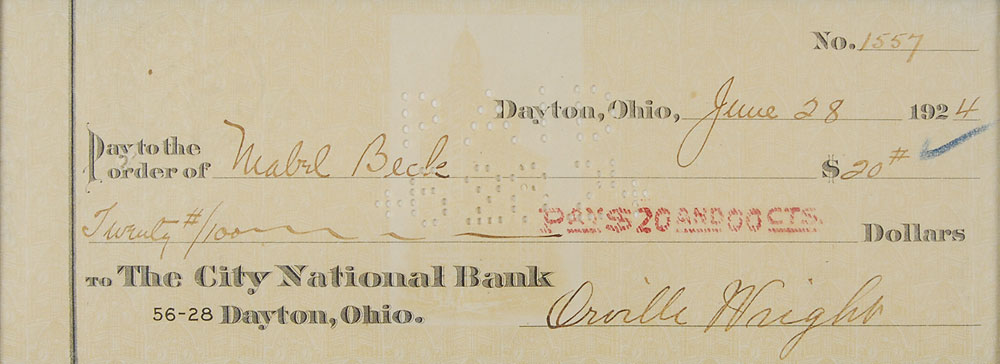 No. 1557
Dayton, Ohio, June 28 1924
Pay to the order of Mabel Beck $20#
Twenty #/100 PAY $20 AND 00 CTS Dollars
To The City National Bank
56-28 Dayton, Ohio.
Orville Wright